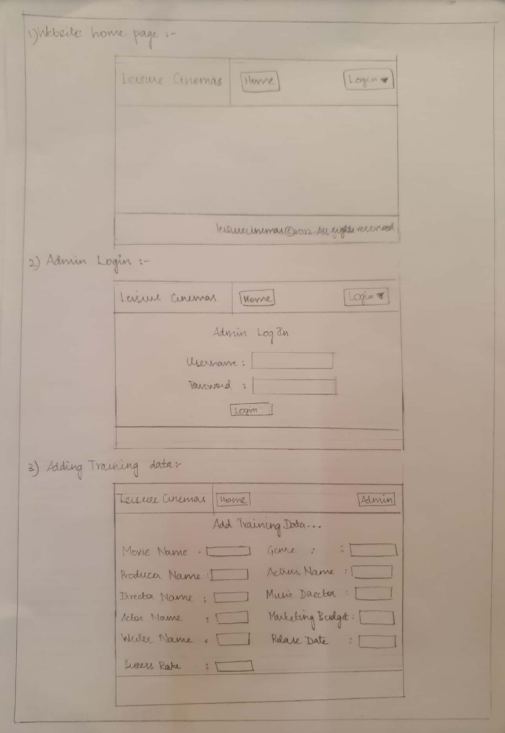 1) Website home page :-
Leisure Cinemas Home Login
leisurecinemas@2022. All rights reserved
2) Admin Login :-
Leisure Cinemas Home Login
Admin Log In
Username :
Password :
Login
3) Adding Training data:-
Leisure Cinemas Home Admin
Add Training Data...
Movie Name : Genre : :
Producer Name : Actress Name :
Director Name : Music Director :
Actor Name : Marketing Budget :
Writer Name : Release Date :
Success Rate :